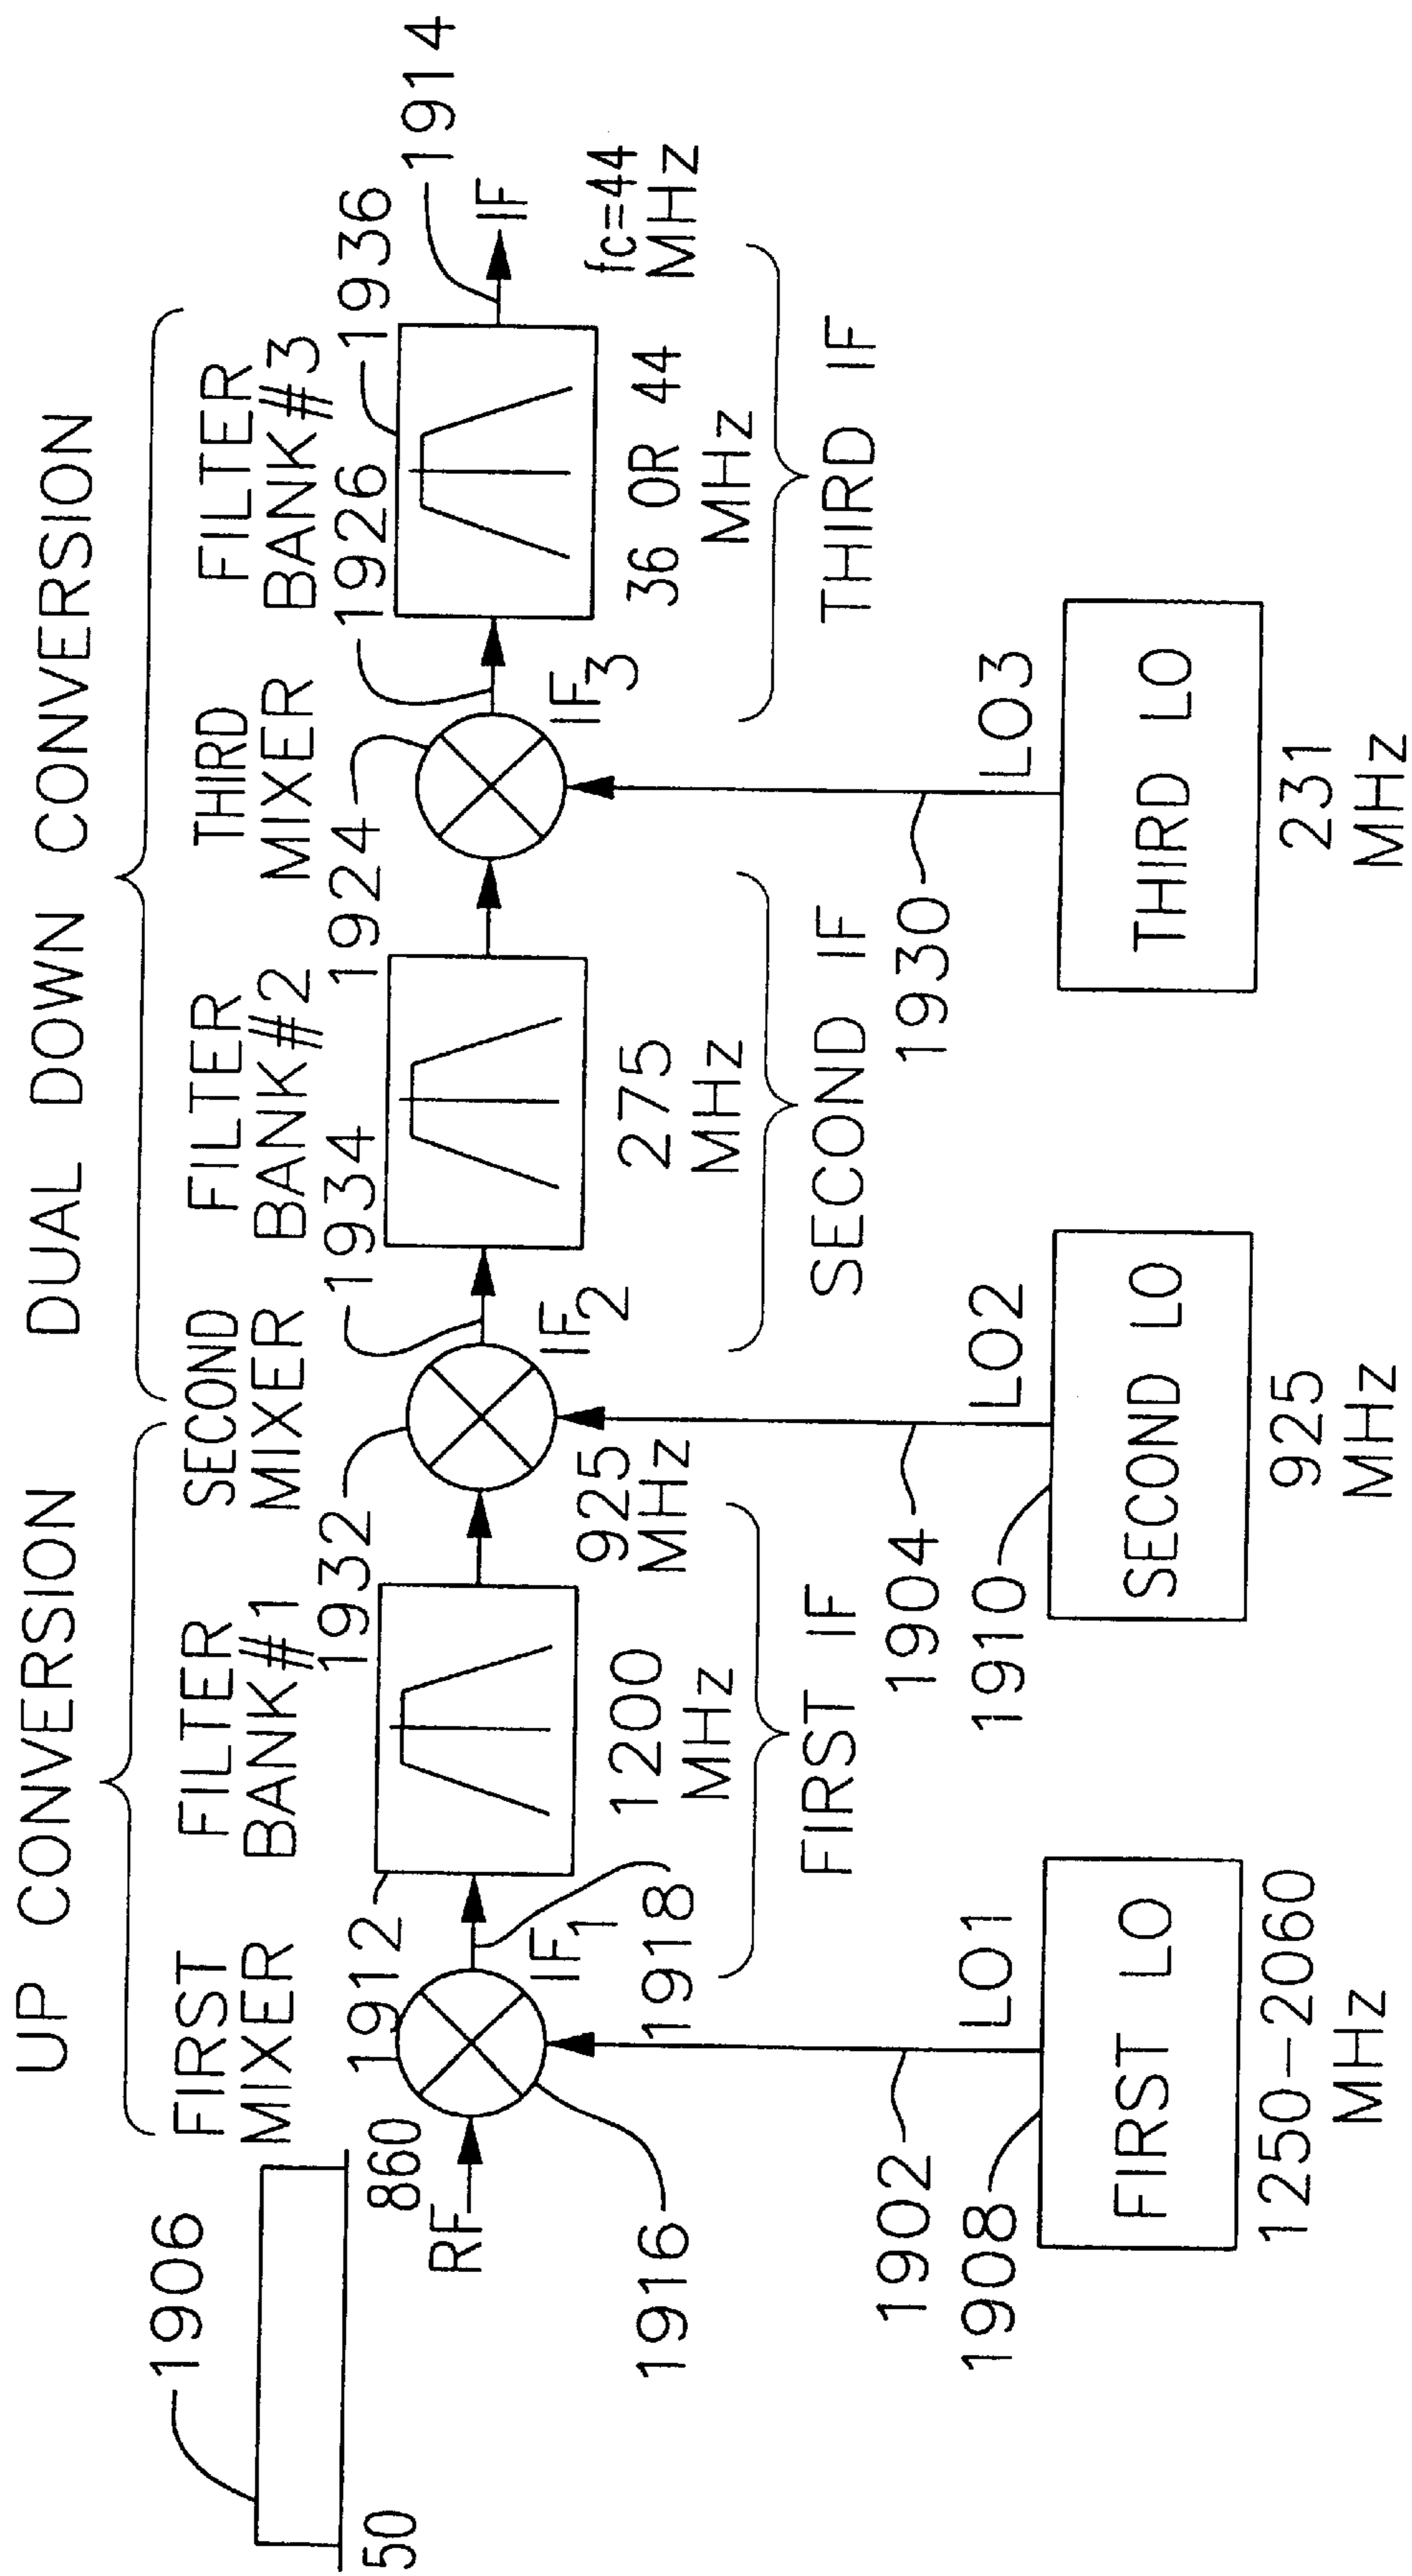 UP CONVERSION
DUAL DOWN CONVERSION
1906
50
860
RF
FIRST
MIXER
1912
FILTER
BANK#1
1932
SECOND
MIXER
1934
FILTER
BANK#2
1924
THIRD
MIXER
1926
FILTER
BANK#3
1936
1914
IF
fc=44
MHz
1916
IF1
1918
1200
MHz
925
MHz
IF2
275
MHz
IF3
36 OR 44
MHz
FIRST IF
SECOND IF
THIRD IF
1902
LO1
1904
LO2
1930
LO3
1908
FIRST LO
1250-2060
MHz
1910
SECOND LO
925
MHz
THIRD LO
231
MHz